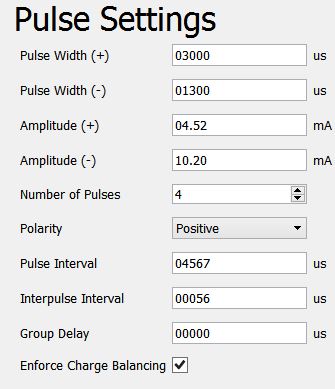 Pulse Settings
Pulse Width (+) 03000 us
Pulse Width (-) 01300 us
Amplitude (+) 04.52 mA
Amplitude (-) 10.20 mA
Number of Pulses 4
Polarity Positive
Pulse Interval 04567 us
Interpulse Interval 00056 us
Group Delay 00000 us
Enforce Charge Balancing